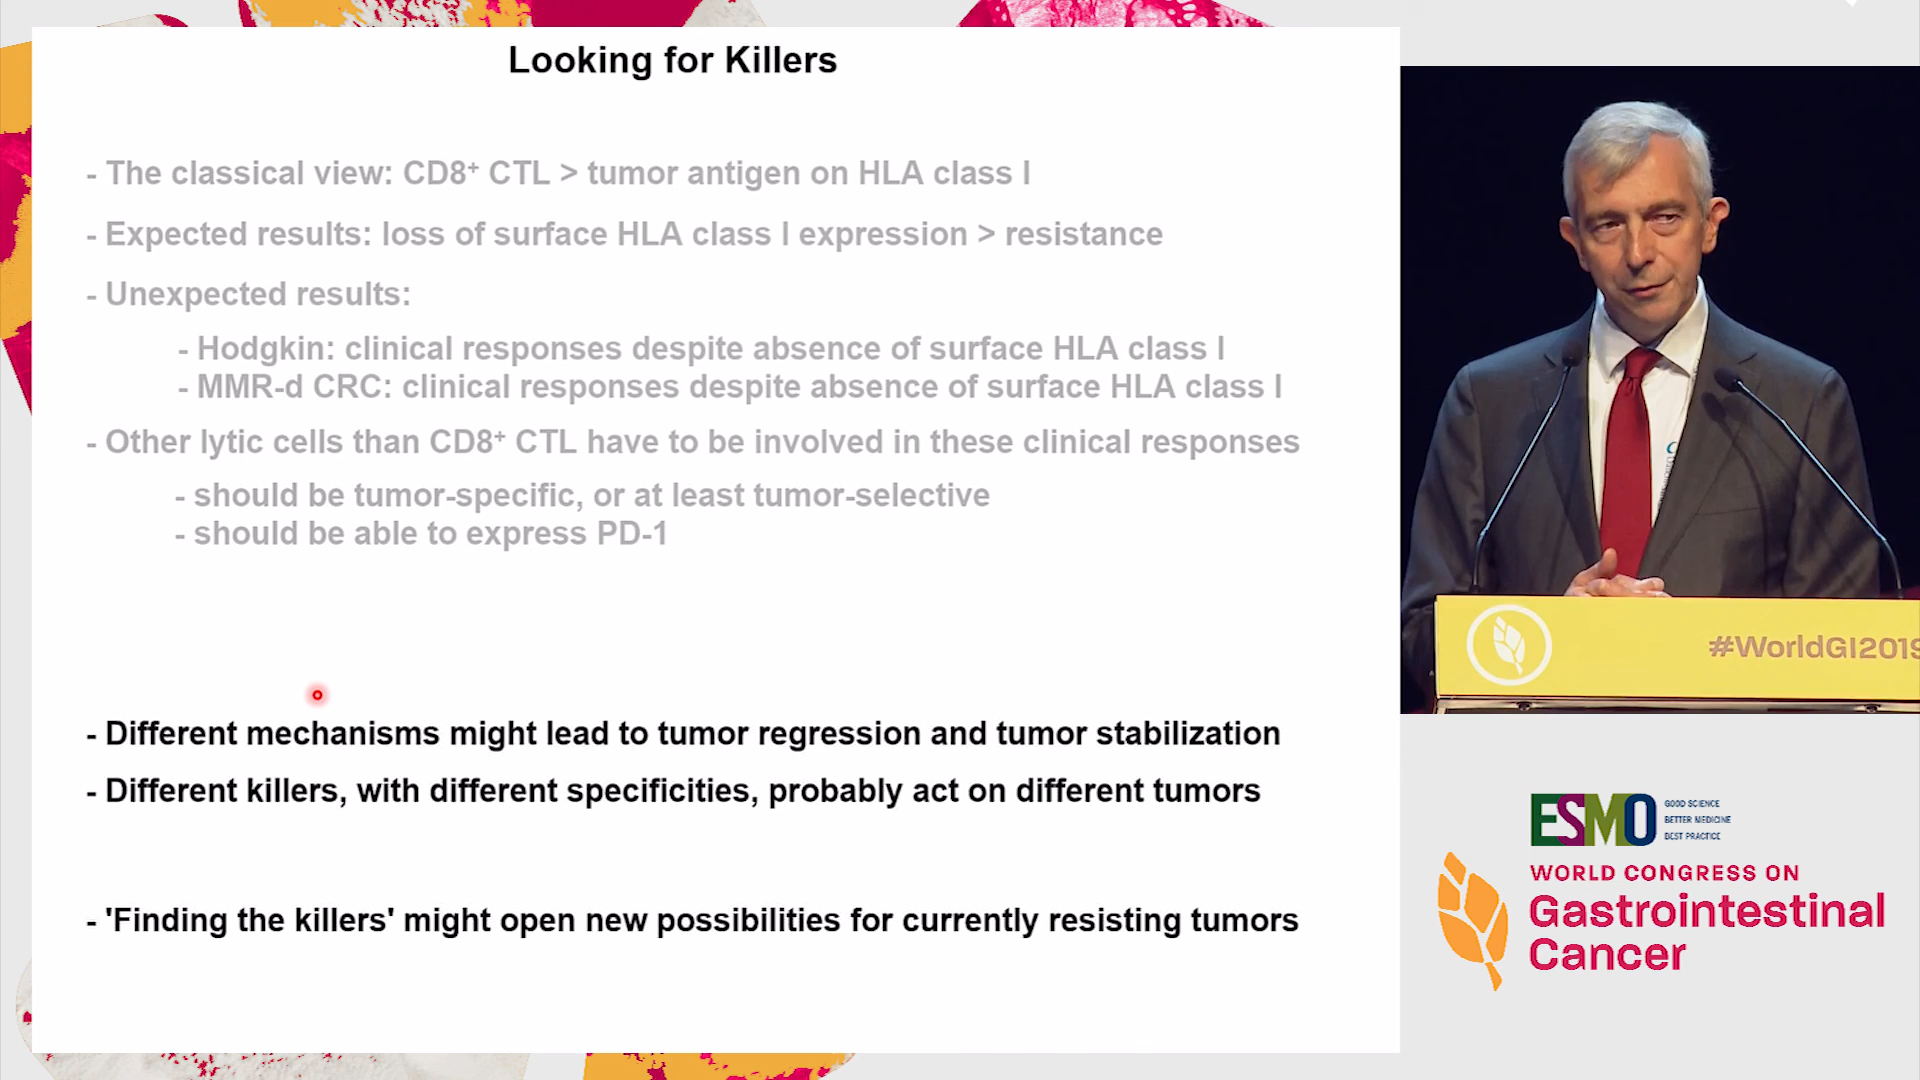 Looking for Killers
- The classical view: CD8⁺ CTL > tumor antigen on HLA class I
- Expected results: loss of surface HLA class I expression > resistance
- Unexpected results:
- Hodgkin: clinical responses despite absence of surface HLA class I
- MMR-d CRC: clinical responses despite absence of surface HLA class I
- Other lytic cells than CD8⁺ CTL have to be involved in these clinical responses
- should be tumor-specific, or at least tumor-selective
- should be able to express PD-1
- Different mechanisms might lead to tumor regression and tumor stabilization
- Different killers, with different specificities, probably act on different tumors
- 'Finding the killers' might open new possibilities for currently resisting tumors
#WorldGI2019
ESMO
GOOD SCIENCE
BETTER MEDICINE
BEST PRACTICE
WORLD CONGRESS ON
Gastrointestinal
Cancer